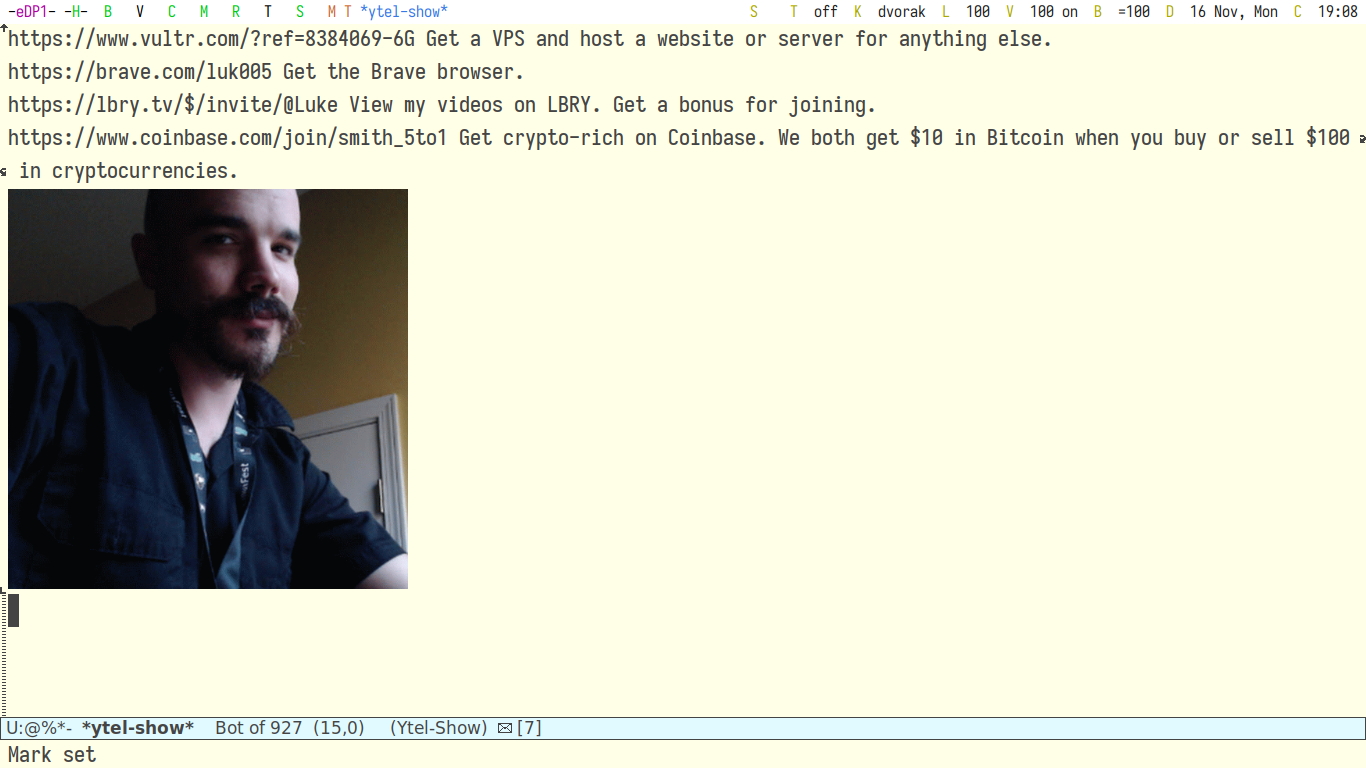 -eDP1- -H- B V C M R T S M T *ytel-show* S T off K dvorak L 100 V 100 on B =100 D 16 Nov, Mon C 19:08
https://www.vultr.com/?ref=8384069-6G Get a VPS and host a website or server for anything else.
https://brave.com/luk005 Get the Brave browser.
https://lbry.tv/$/invite/@Luke View my videos on LBRY. Get a bonus for joining.
https://www.coinbase.com/join/smith_5to1 Get crypto-rich on Coinbase. We both get $10 in Bitcoin when you buy or sell $100
in cryptocurrencies.
U:@%*- *ytel-show* Bot of 927 (15,0) (Ytel-Show) [7]
Mark set